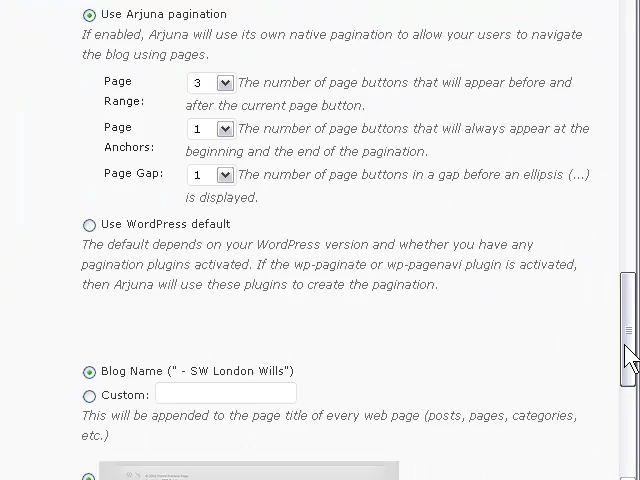 Use Arjuna pagination
If enabled, Arjuna will use its own native pagination to allow your users to navigate
the blog using pages.
Page Range: 3 The number of page buttons that will appear before and
after the current page button.
Page Anchors: 1 The number of page buttons that will always appear at the
beginning and the end of the pagination.
Page Gap: 1 The number of page buttons in a gap before an ellipsis (...)
is displayed.
Use WordPress default
The default depends on your WordPress version and whether you have any
pagination plugins activated. If the wp-paginate or wp-pagenavi plugin is activated,
then Arjuna will use these plugins to create the pagination.
Blog Name (" - SW London Wills")
Custom:
This will be appended to the page title of every web page (posts, pages, categories,
etc.)